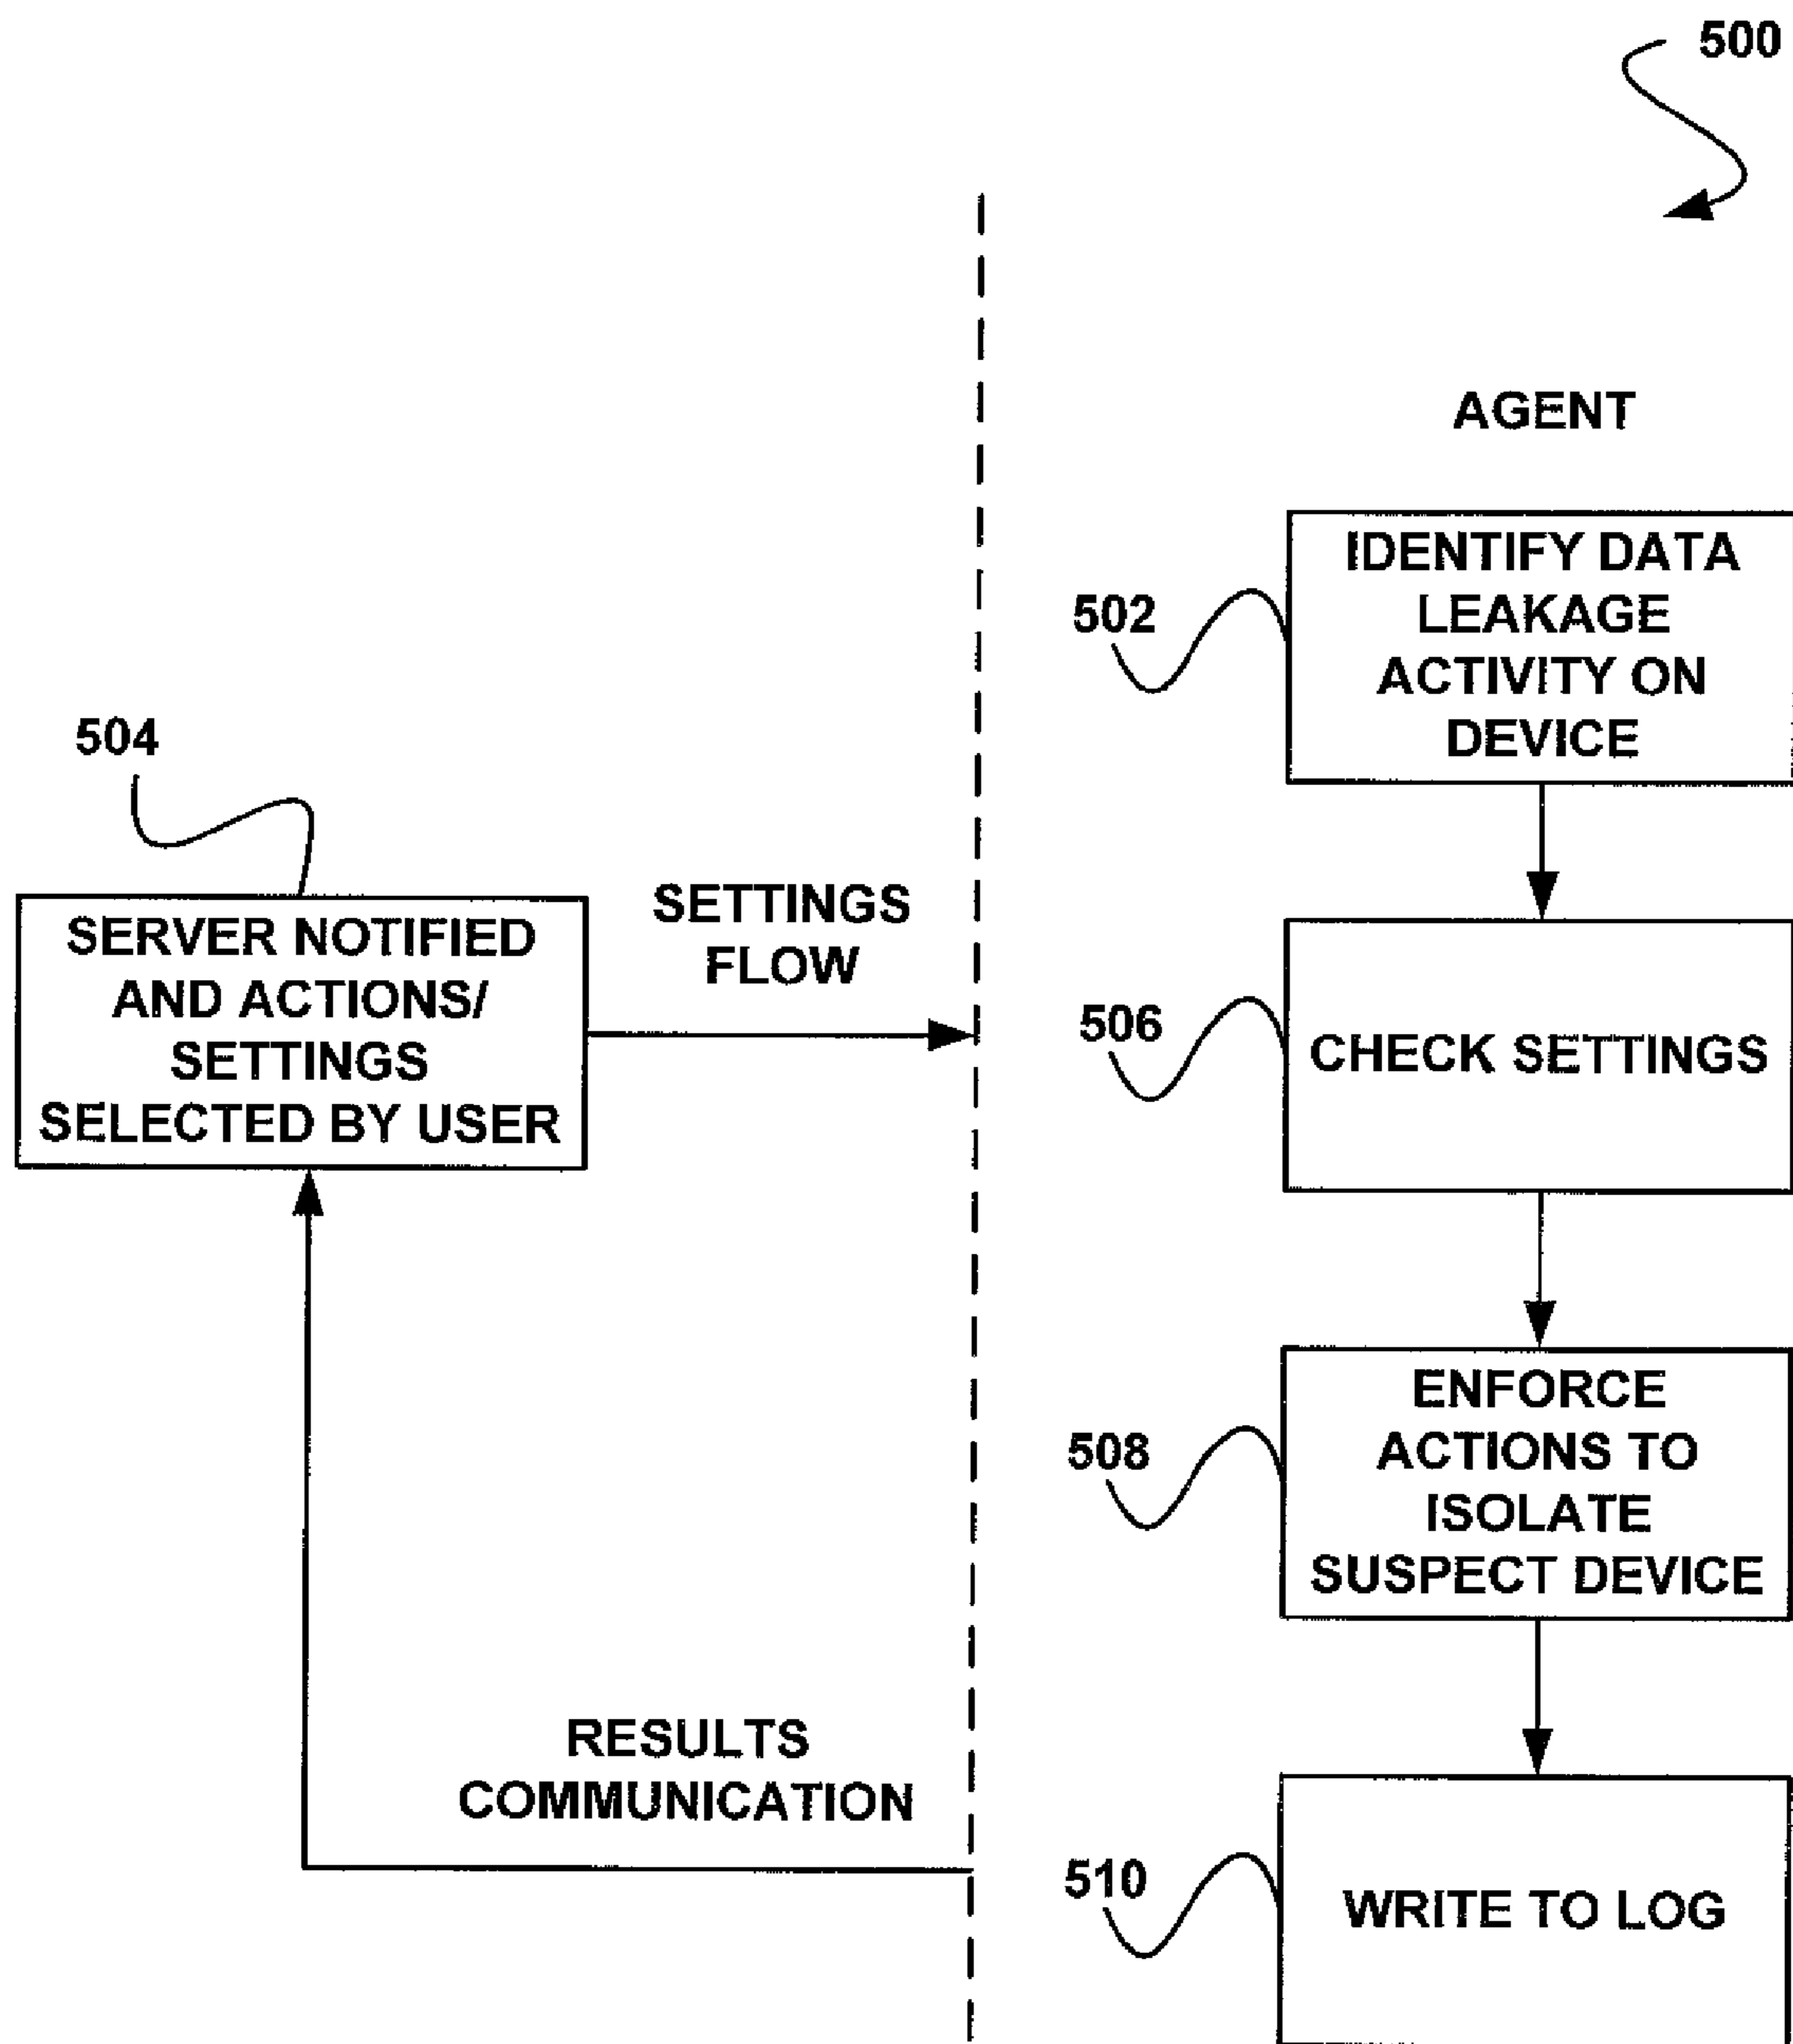 500
AGENT
502
IDENTIFY DATA
LEAKAGE
ACTIVITY ON
DEVICE
504
SERVER NOTIFIED
AND ACTIONS/
SETTINGS
SELECTED BY USER
SETTINGS
FLOW
506
CHECK SETTINGS
508
ENFORCE
ACTIONS TO
ISOLATE
SUSPECT DEVICE
RESULTS
COMMUNICATION
510
WRITE TO LOG